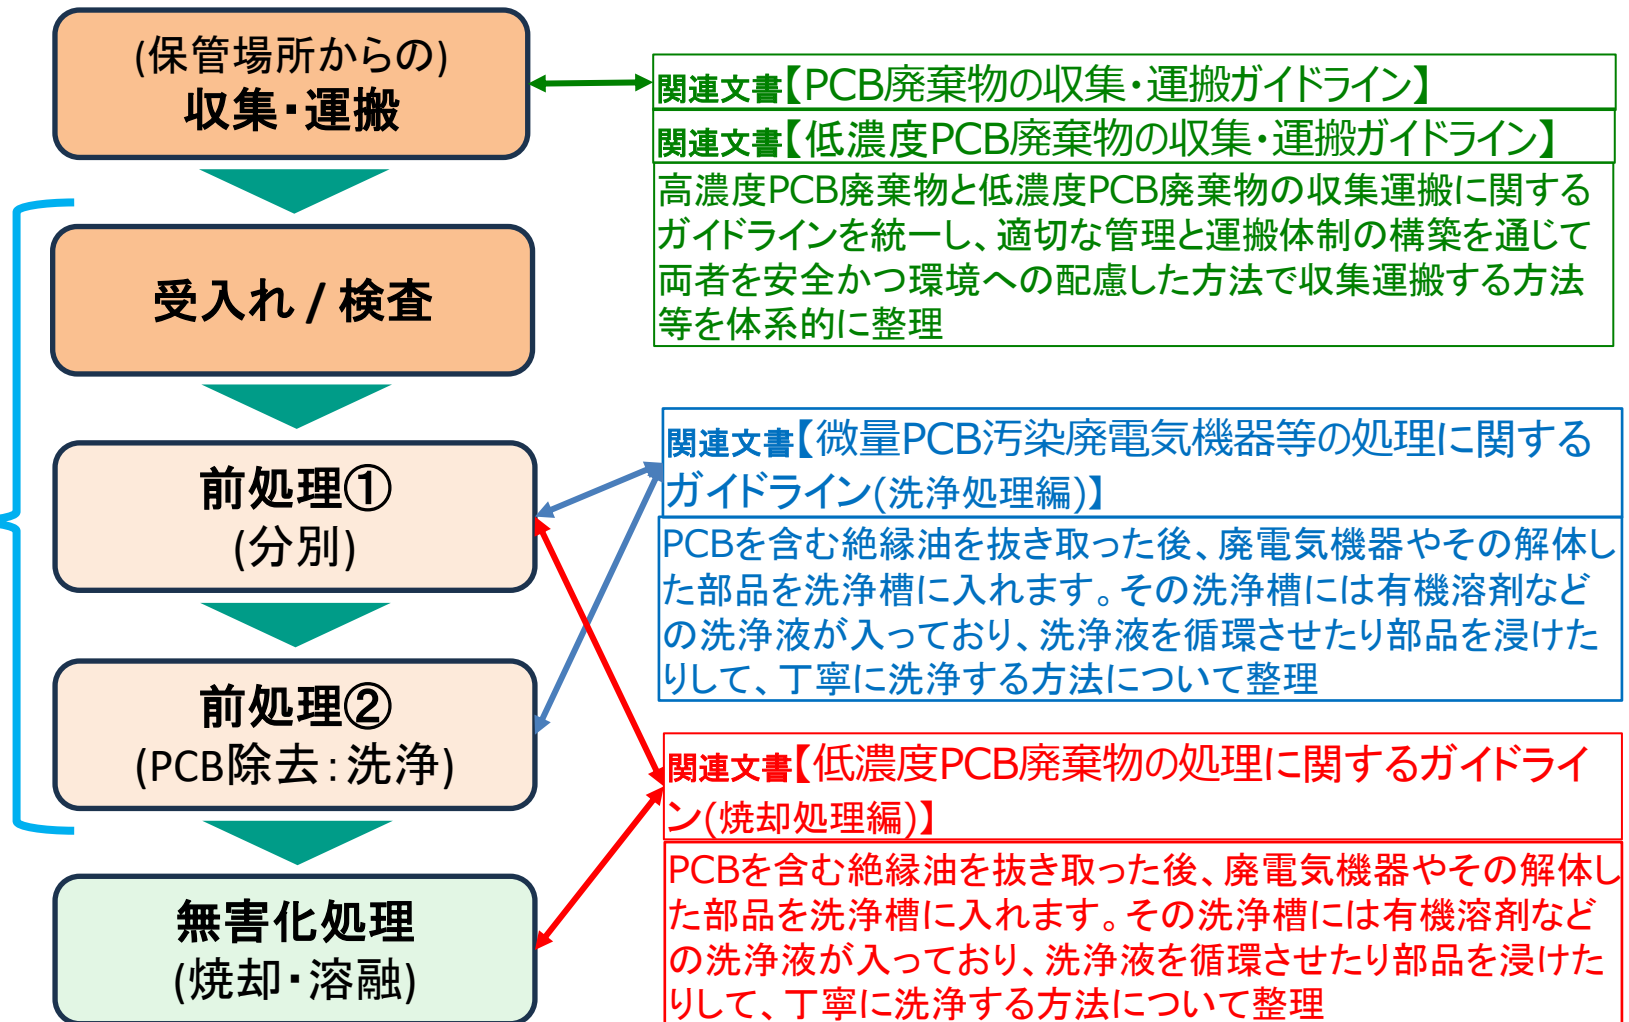 (保管場所からの)
収集・運搬
受入れ / 検査
前処理①
(分別)
前処理②
(PCB除去：洗浄)
無害化処理
(焼却・溶融)
関連文書【PCB廃棄物の収集・運搬ガイドライン】
関連文書【低濃度PCB廃棄物の収集・運搬ガイドライン】
高濃度PCB廃棄物と低濃度PCB廃棄物の収集運搬に関する
ガイドラインを統一し、適切な管理と運搬体制の構築を通じて
両者を安全かつ環境への配慮した方法で収集運搬する方法
等を体系的に整理
関連文書【微量PCB汚染廃電気機器等の処理に関する
ガイドライン(洗浄処理編)】
PCBを含む絶縁油を抜き取った後、廃電気機器やその解体し
た部品を洗浄槽に入れます。その洗浄槽には有機溶剤など
の洗浄液が入っており、洗浄液を循環させたり部品を浸けた
りして、丁寧に洗浄する方法について整理
関連文書【低濃度PCB廃棄物の処理に関するガイドライ
ン(焼却処理編)】
PCBを含む絶縁油を抜き取った後、廃電気機器やその解体し
た部品を洗浄槽に入れます。その洗浄槽には有機溶剤など
の洗浄液が入っており、洗浄液を循環させたり部品を浸けた
りして、丁寧に洗浄する方法について整理